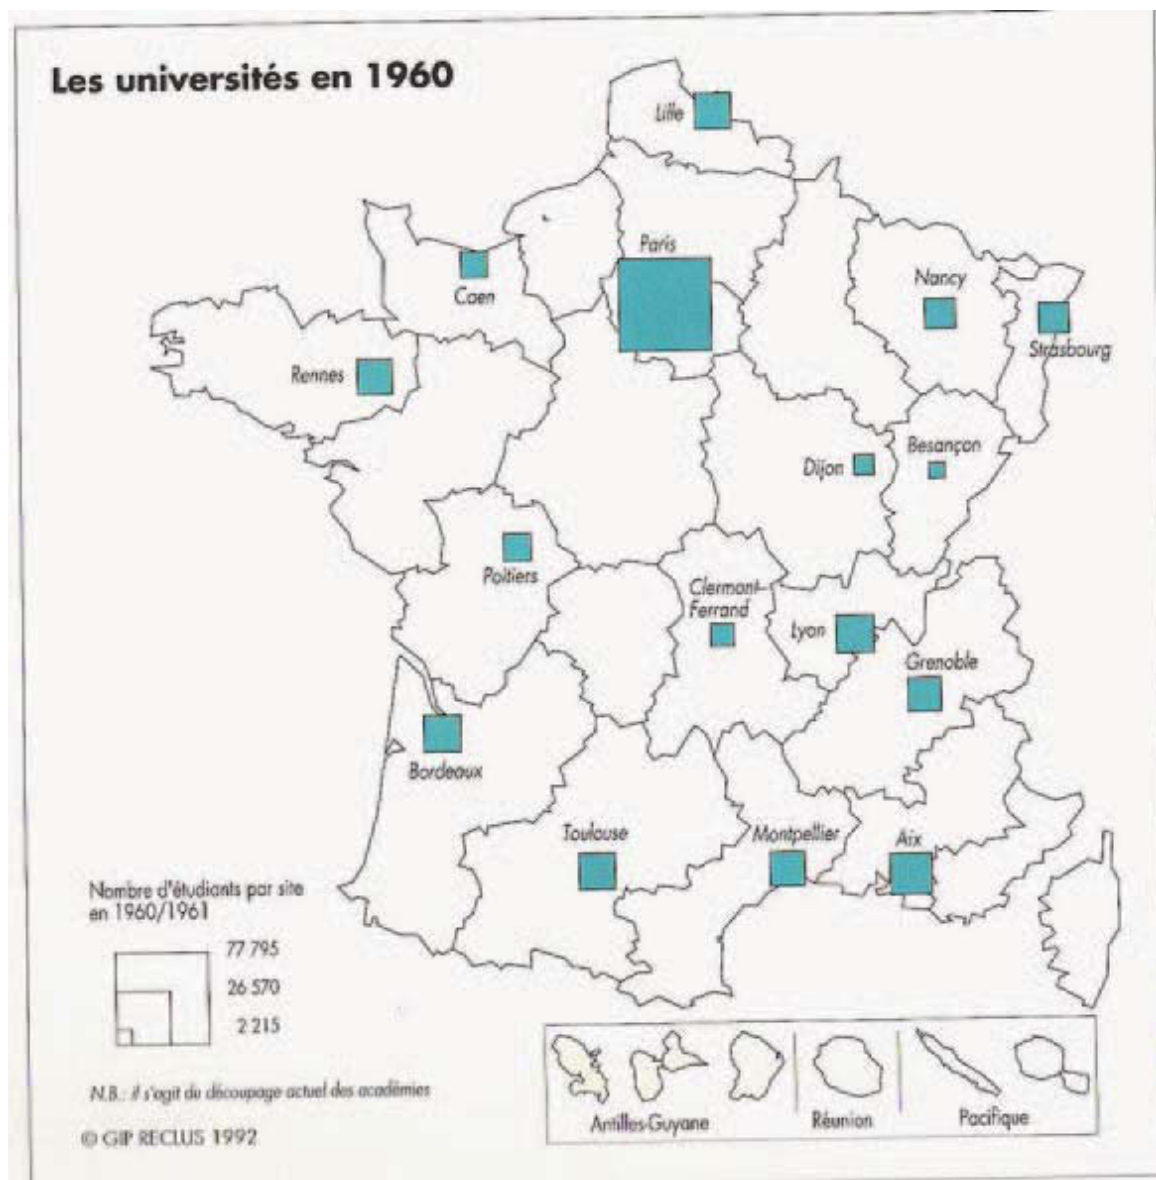 Les universités en 1960
Lille
Paris
Caen
Nancy
Strasbourg
Rennes
Besançon
Dijon
Poitiers
Clermont-
Ferrand
Lyon
Grenoble
Bordeaux
Toulouse
Montpellier
Aix
Nombre d'étudiants par site
en 1960/1961
77 795
26 570
2 215
N.B.: il s'agit du découpage actuel des académies
© GIP RECLUS 1992
Antilles-Guyane
Réunion
Pacifique